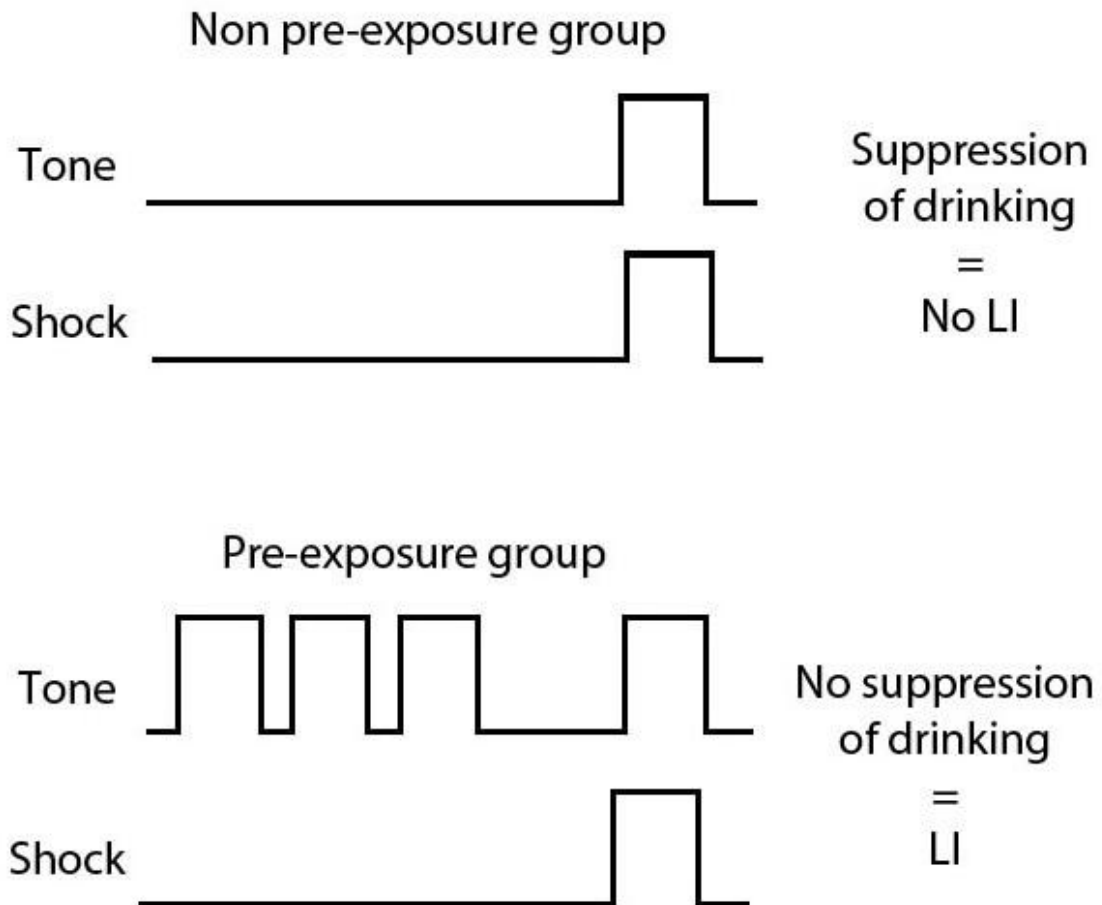 Non pre-exposure group
Tone
Suppression
of drinking
=
No LI
Shock
Pre-exposure group
Tone
No suppression
of drinking
=
LI
Shock